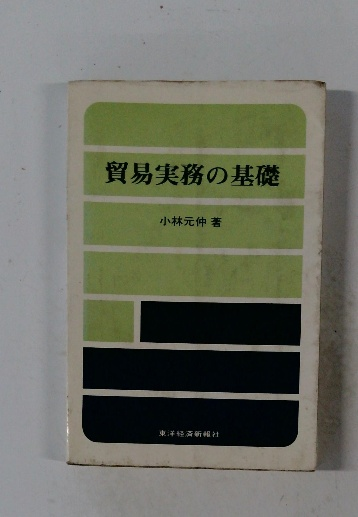 貿易実務の基礎
小林元仲 著
東洋経済新報社